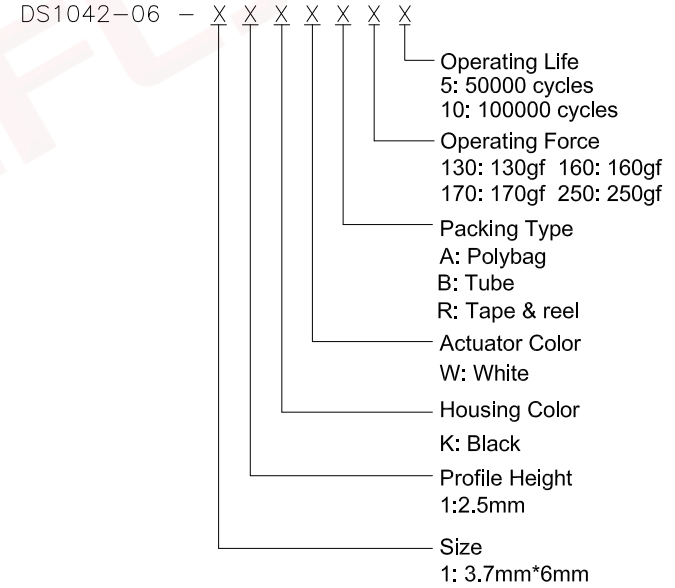 DS1042-06 - X X X X X X X
Operating Life
5: 50000 cycles
10: 100000 cycles
Operating Force
130: 130gf 160: 160gf
170: 170gf 250: 250gf
Packing Type
A: Polybag
B: Tube
R: Tape & reel
Actuator Color
W: White
Housing Color
K: Black
Profile Height
1:2.5mm
Size
1: 3.7mm*6mm